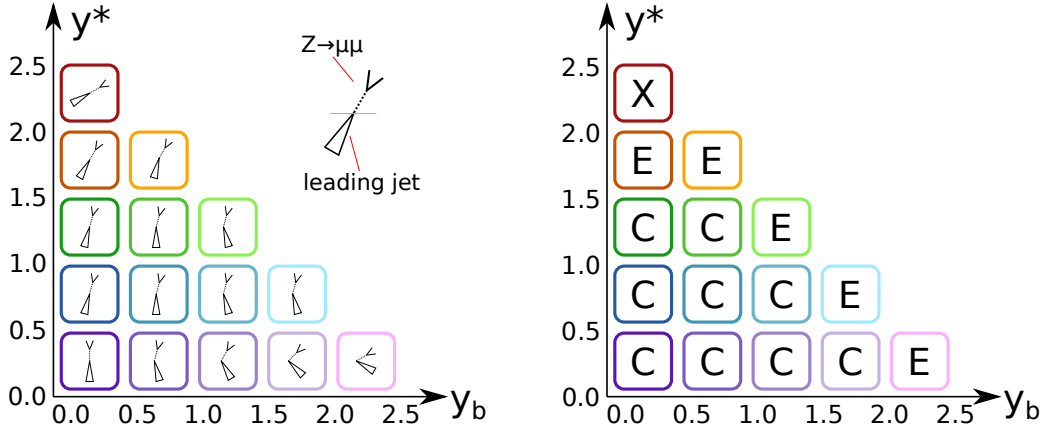 y*
Z→μμ
leading jet
2.5
2.0
1.5
1.0
0.5
0.0
0.0 0.5 1.0 1.5 2.0 2.5
y_b
y*
2.5
X
2.0
E E
1.5
C C E
1.0
C C C E
0.5
C C C C E
0.0
0.0 0.5 1.0 1.5 2.0 2.5
y_b